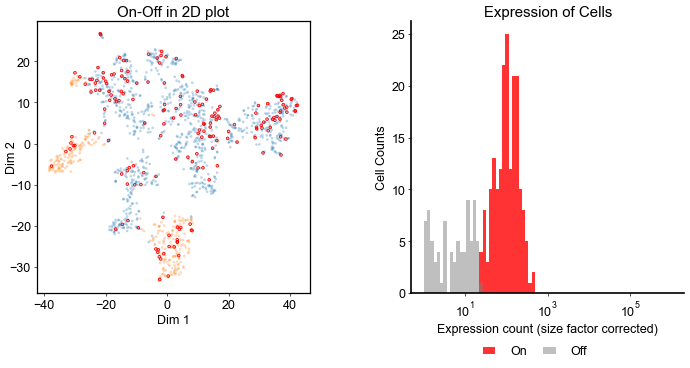 On-Off in 2D plot
20
10
0
−10
−20
−30
−40
−20
0
20
40
Dim 2
Dim 1
Expression of Cells
25
20
15
10
5
0
10^1
10^3
10^5
Cell Counts
Expression count (size factor corrected)
On
Off